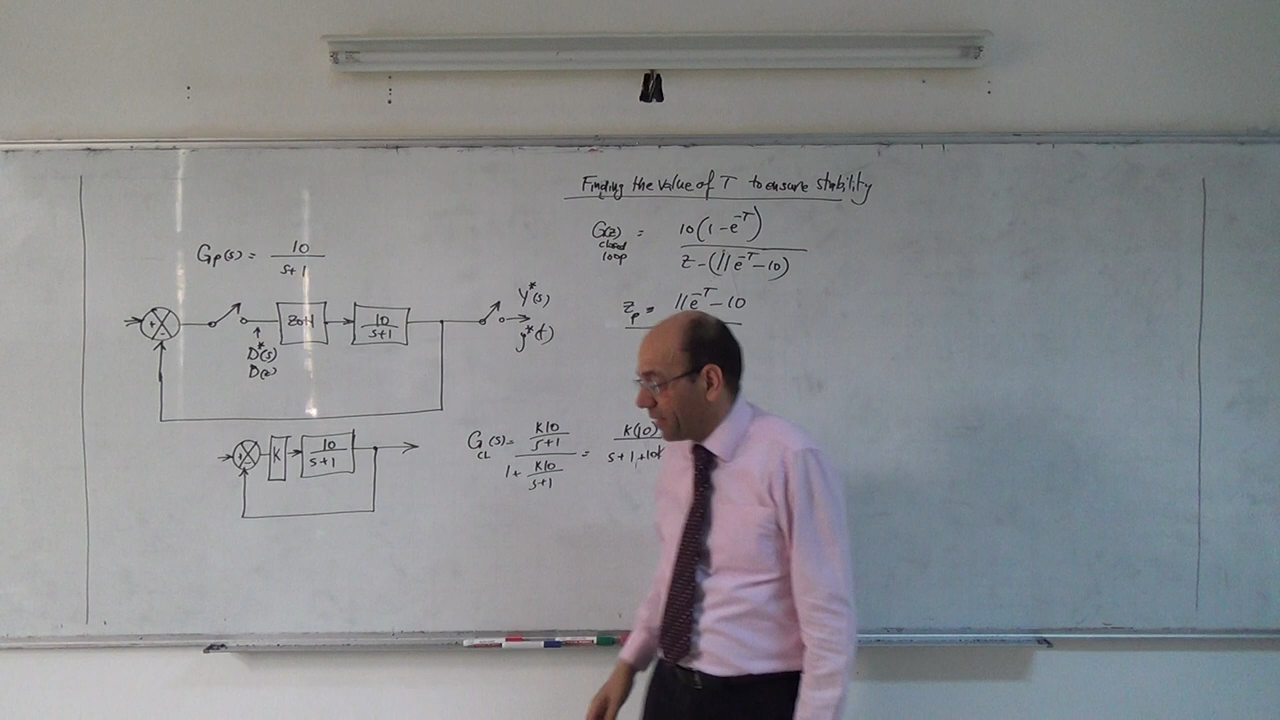 Finding the value of T to ensure stability
G(z) closed loop = 10(1-e^-T) / z-(11e^-T-10)
z_p = 11e^-T-10
Gp(s) = 10 / s+1
+
-
ZOH
10 / s+1
Y*(s)
y*(t)
D*(s)
D(z)
+
-
K
10 / s+1
G_CL(s) = K10/s+1 / 1+K10/s+1 = K(10) / s+1+10K